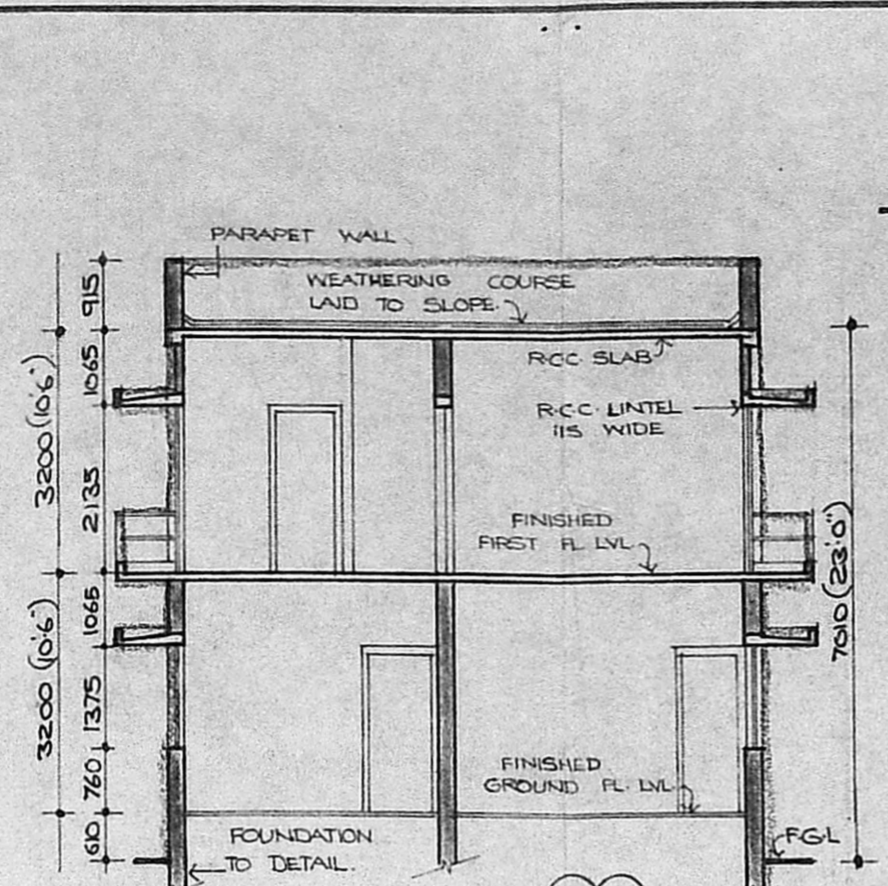 PARAPET WALL
WEATHERING COURSE
LAID TO SLOPE.
R.C.C. SLAB
R.C.C. LINTEL
115 WIDE
FINISHED
FIRST FL LVL
FINISHED
GROUND FL. LVL
FOUNDATION
TO DETAIL.
F.G.L
915
1065
2135
1065
1375
760
610
3200 (10'6")
3200 (10'6")
7010 (23'0")